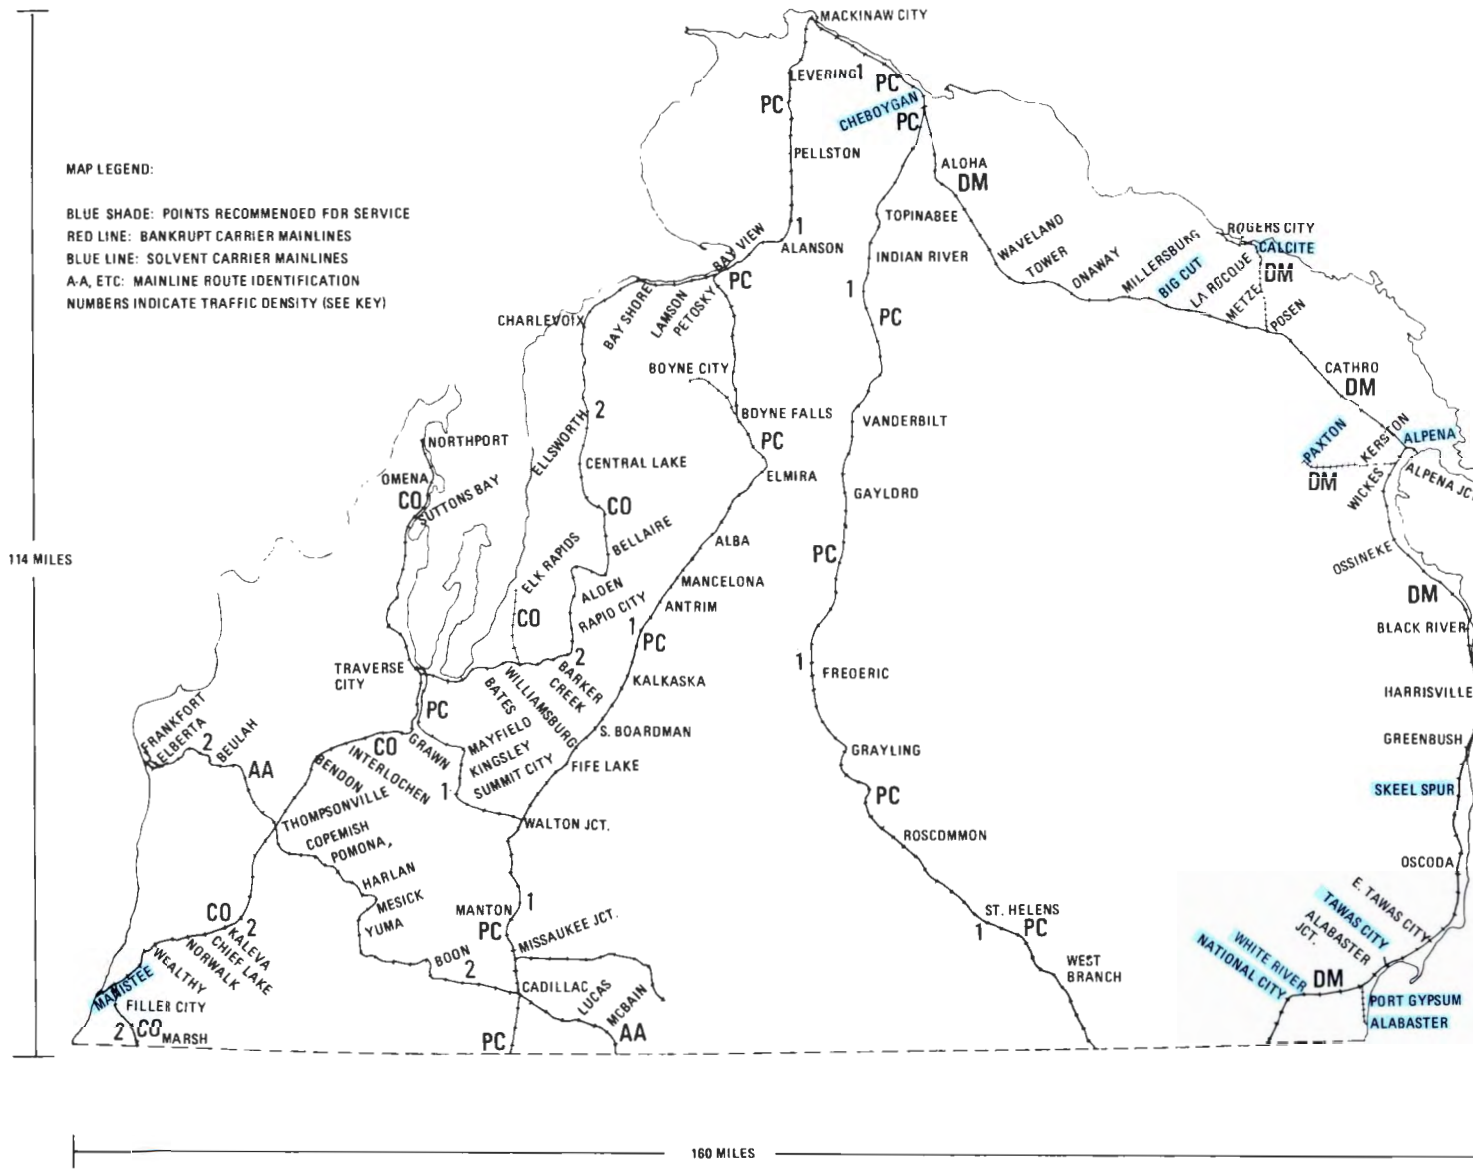 MACKINAW CITY
LEVERING
1
PC
PC
CHEBOYGAN
PC
PELLSTON
ALOHA
DM
MAP LEGEND:
BLUE SHADE: POINTS RECOMMENDED FOR SERVICE
RED LINE: BANKRUPT CARRIER MAINLINES
BLUE LINE: SOLVENT CARRIER MAINLINES
A-A, ETC: MAINLINE ROUTE IDENTIFICATION
NUMBERS INDICATE TRAFFIC DENSITY (SEE KEY)
TOPINABEE
1
ALANSON
BAY VIEW
INDIAN RIVER
WAVELAND
TOWER
ONAWAY
MILLERSBURG
BIG CUT
LA ROCQUE
METZ
ROGERS CITY
CALCITE
DM
POSEN
PC
1
PC
CHARLEVOIX
BAY SHORE
LAMSON
PETOSKY
BOYNE CITY
CATHRO
DM
2
BOYNE FALLS
PC
VANDERBILT
NORTHPORT
ELLSWORTH
PAXTON
KERSTON
ALPENA
OMENA
CO
SUTTONS BAY
CENTRAL LAKE
ELMIRA
DM
WICKES
ALPENA JCT
GAYLORD
CO
BELLAIRE
ALBA
PC
114 MILES
ELK RAPIDS
ALDEN
RAPID CITY
MANCELONA
ANTRIM
OSSINEKE
DM
CO
1
PC
BLACK RIVER
TRAVERSE
CITY
2
BARKER
CREEK
WILLIAMSBURG
BATES
KALKASKA
1
FREDERIC
HARRISVILLE
FRANKFORT
ELBERTA
2
BEULAH
AA
PC
CO
GRAWN
INTERLOCHEN
BENDON
MAYFIELD
KINGSLEY
SUMMIT CITY
1
S. BOARDMAN
FIFE LAKE
GRAYLING
PC
GREENBUSH
SKEEL SPUR
THOMPSONVILLE
COPEMISH
POMONA,
WALTON JCT.
ROSCOMMON
OSCODA
HARLAN
MESICK
YUMA
MANTON
1
PC
MISSAUKEE JCT.
ST. HELENS
1
PC
E. TAWAS CITY
TAWAS CITY
ALABASTER
JCT.
CO
2
KALEVA
CHIEF LAKE
NORWALK
WEALTHY
BOON
2
CADILLAC
LUCAS
MCBAIN
AA
WEST
BRANCH
WHITE RIVER
NATIONAL CITY
DM
MANISTEE
FILLER CITY
2
CO
MARSH
PC
PORT GYPSUM
ALABASTER
160 MILES